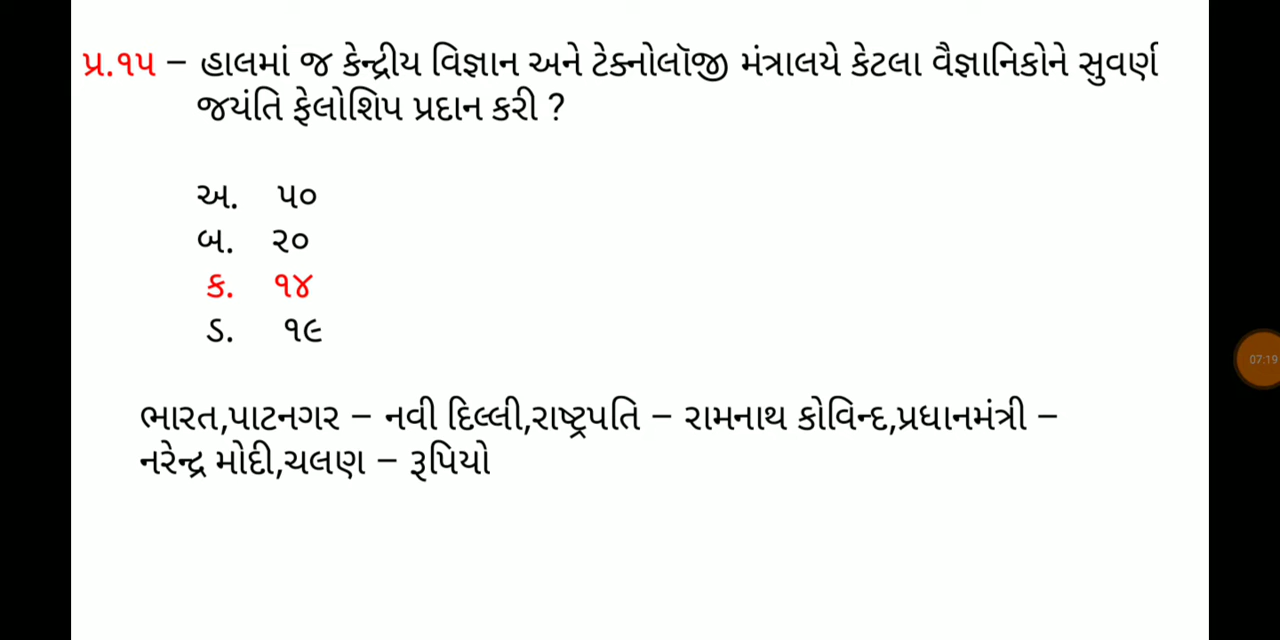 પ્ર.૧૫ – હાલમાં જ કેન્દ્રીય વિજ્ઞાન અને ટેક્નોલૉજી મંત્રાલયે કેટલા વૈજ્ઞાનિકોને સુવર્ણ
જયંતિ ફેલોશિપ પ્રદાન કરી ?
અ. ૫૦
બ. ૨૦
ક. ૧૪
ડ. ૧૯
07:19
ભારત,પાટનગર – નવી દિલ્લી,રાષ્ટ્રપતિ – રામનાથ કોવિન્દ,પ્રધાનમંત્રી –
નરેન્દ્ર મોદી,ચલણ – રૂપિયો